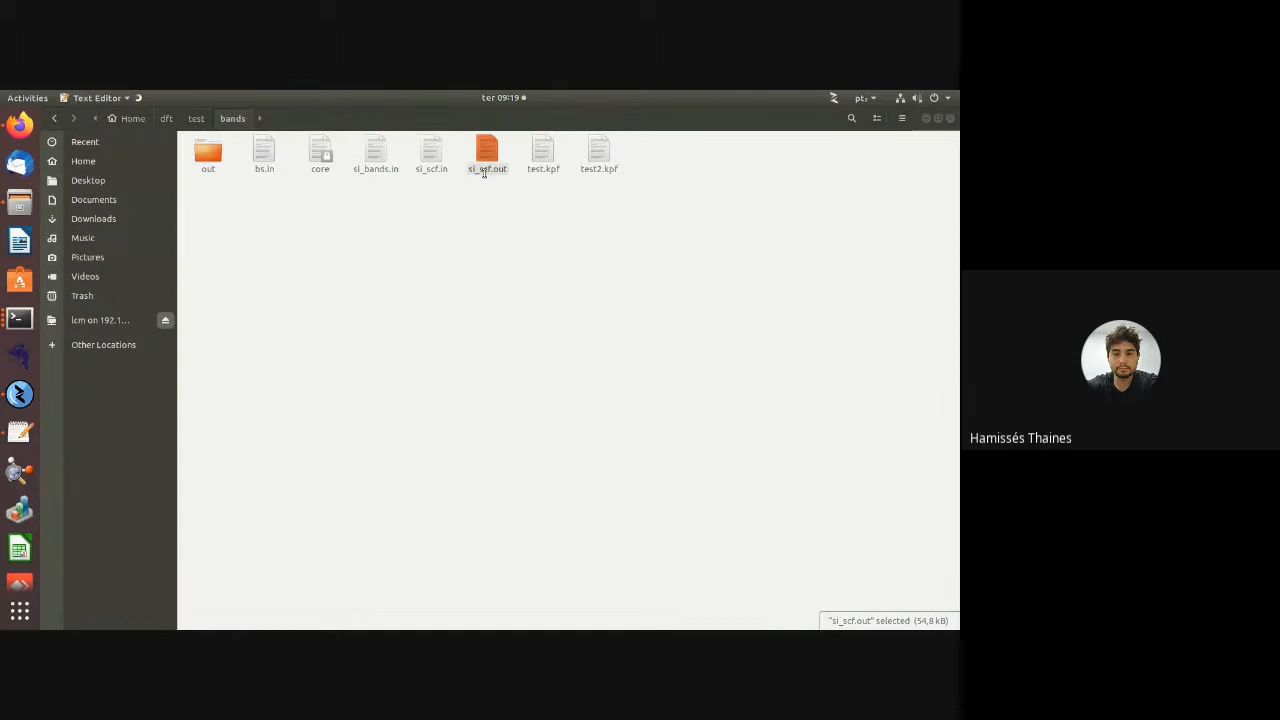 Activities
Text Editor
ter 09:19
pt₂
Home
dft
test
bands
Recent
Home
Desktop
Documents
Downloads
Music
Pictures
Videos
Trash
lcm on 192.1...
Other Locations
out
bs.in
core
si_bands.in
si_scf.in
si_scf.out
test.kpf
test2.kpf
"si_scf.out" selected (54,8 kB)
Hamissés Thaines